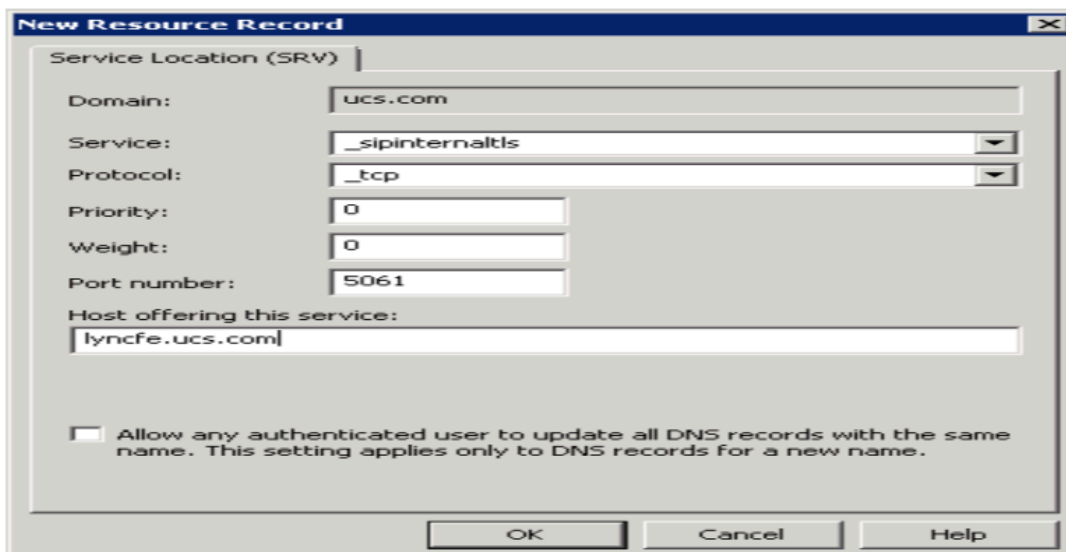 New Resource Record
Service Location (SRV)
Domain: ucs.com
Service: _sipinternaltls
Protocol: _tcp
Priority: 0
Weight: 0
Port number: 5061
Host offering this service:
lyncfe.ucs.com
Allow any authenticated user to update all DNS records with the same
name. This setting applies only to DNS records for a new name.
OK Cancel Help